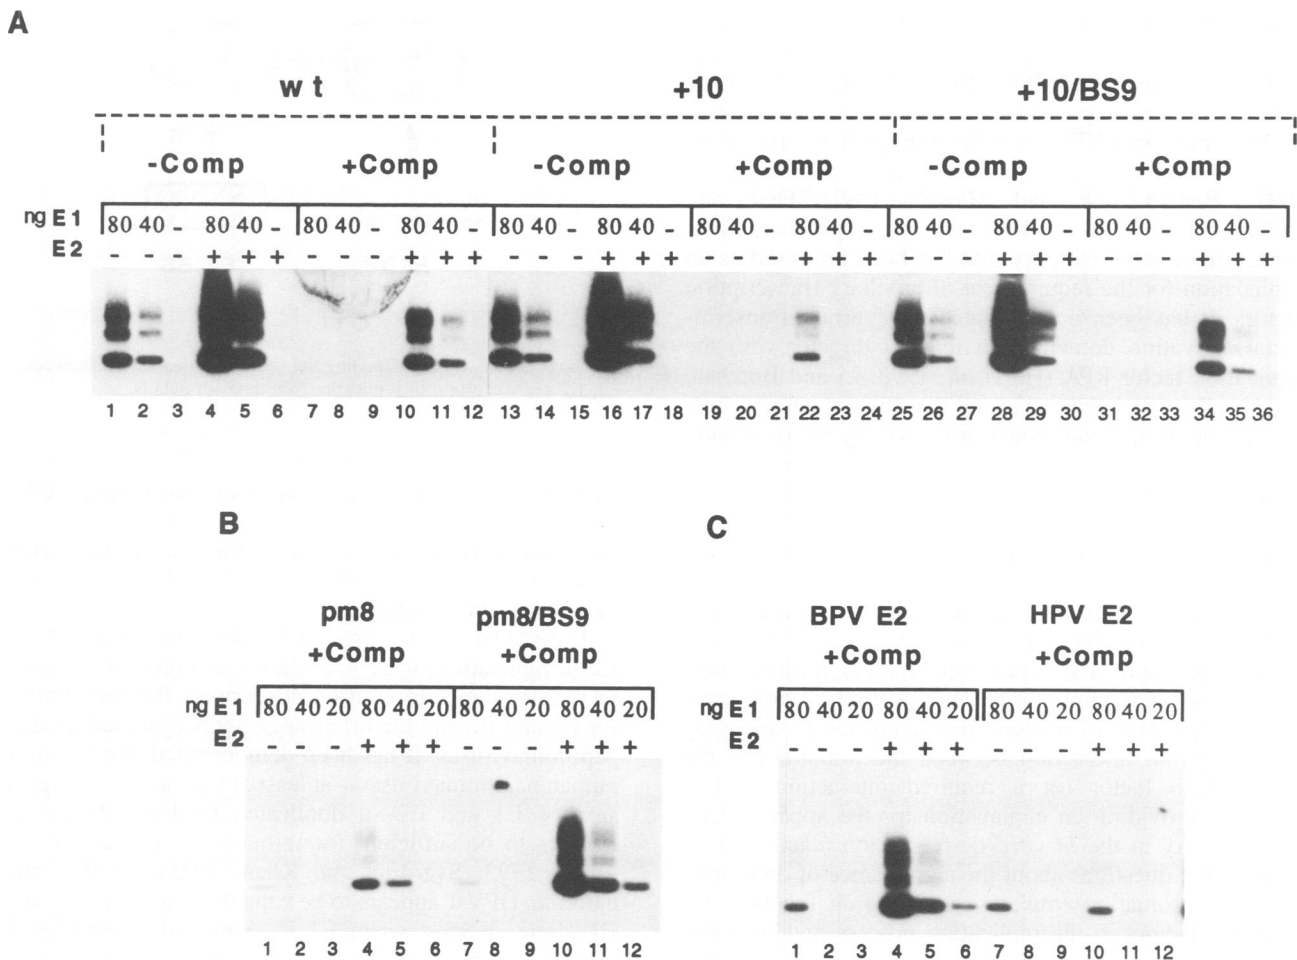 A
wt +10 +10/BS9
-Comp +Comp -Comp +Comp -Comp +Comp
ng E1 80 40 - 80 40 - 80 40 - 80 40 - 80 40 - 80 40 - 80 40 - 80 40 - 80 40 - 80 40 - 80 40 - 80 40 -
E2 - - - + + + - - - + + + - - - + + + - - - + + + - - - + + + - - - + + +
1 2 3 4 5 6 7 8 9 10 11 12 13 14 15 16 17 18 19 20 21 22 23 24 25 26 27 28 29 30 31 32 33 34 35 36
B
pm8 pm8/BS9
+Comp +Comp
ng E1 80 40 20 80 40 20 80 40 20 80 40 20
E2 - - - + + + - - - + + +
1 2 3 4 5 6 7 8 9 10 11 12
C
BPV E2 HPV E2
+Comp +Comp
ng E1 80 40 20 80 40 20 80 40 20 80 40 20
E2 - - - + + + - - - + + +
1 2 3 4 5 6 7 8 9 10 11 12